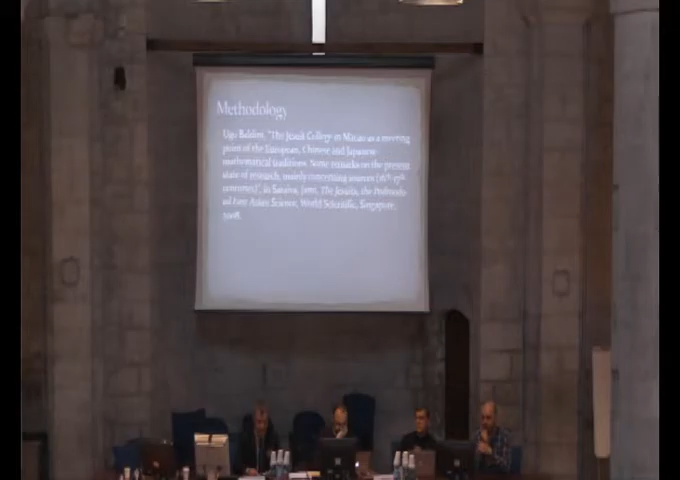 Methodology
Ugo Baldini, "The Jesuit College in Macao as a meeting
point of the European, Chinese and Japanese
mathematical traditions. Some remarks on the present
state of research, mainly concerning sources (16th-17th
centuries)", in Saraiva, Jami, The Jesuits, the Padroado
and East Asian Science, World Scientific, Singapore,
2008.